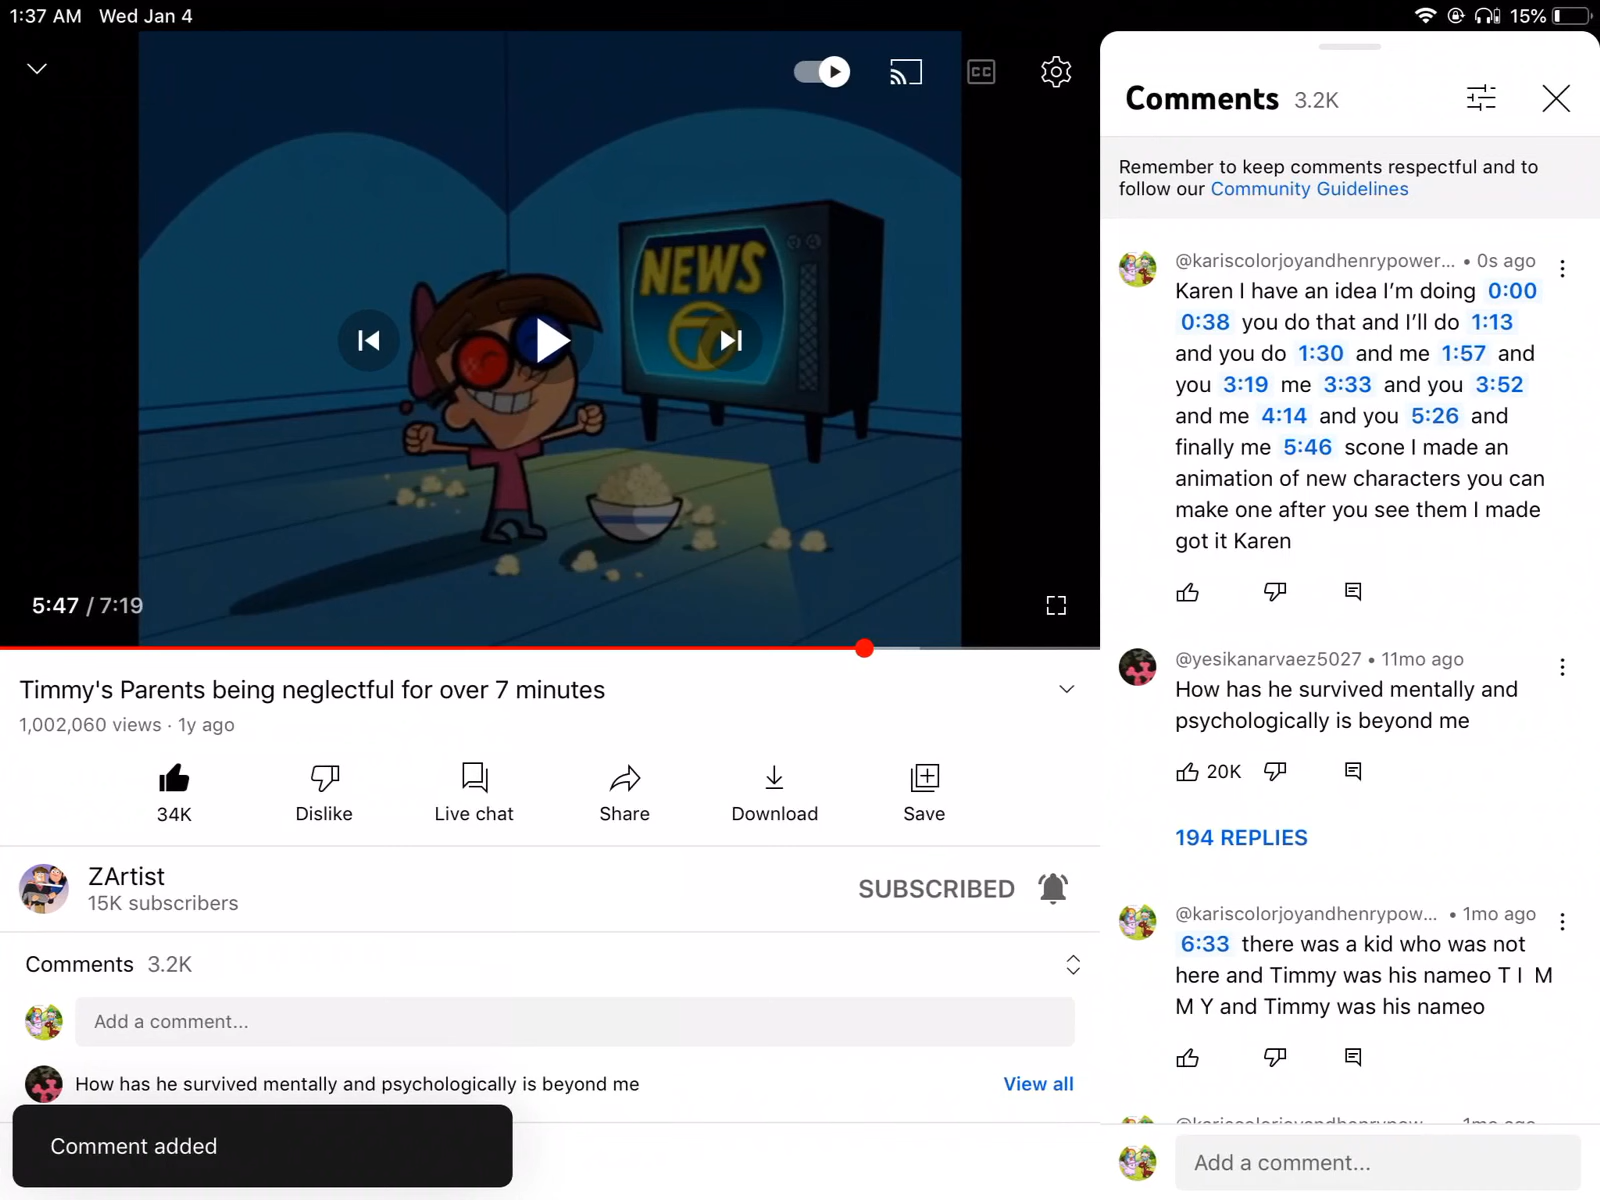 1:37 AM Wed Jan 4
15%
CC
NEWS
7
5:47 / 7:19
Timmy's Parents being neglectful for over 7 minutes
1,002,060 views · 1y ago
34K
Dislike
Live chat
Share
Download
Save
ZArtist
15K subscribers
SUBSCRIBED
Comments 3.2K
Add a comment...
How has he survived mentally and psychologically is beyond me
View all
Comment added
Comments 3.2K
Remember to keep comments respectful and to
follow our Community Guidelines
@kariscolorjoyandhenrypower... • 0s ago
Karen I have an idea I’m doing 0:00
0:38 you do that and I’ll do 1:13
and you do 1:30 and me 1:57 and
you 3:19 me 3:33 and you 3:52
and me 4:14 and you 5:26 and
finally me 5:46 scone I made an
animation of new characters you can
make one after you see them I made
got it Karen
@yesikanarvaez5027 • 11mo ago
How has he survived mentally and
psychologically is beyond me
20K
194 REPLIES
@kariscolorjoyandhenrypow... • 1mo ago
6:33 there was a kid who was not
here and Timmy was his nameo T I M
M Y and Timmy was his nameo
@kariscolorjoyandhenrypow... 1mo ago
Add a comment...